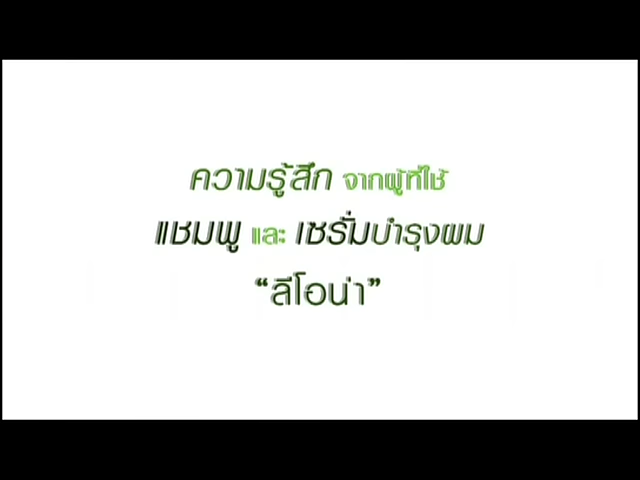 ความรู้สึก จากผู้ที่ใช้
แชมพู และ เซรั่มบำรุงผม
“ลีโอน่า”